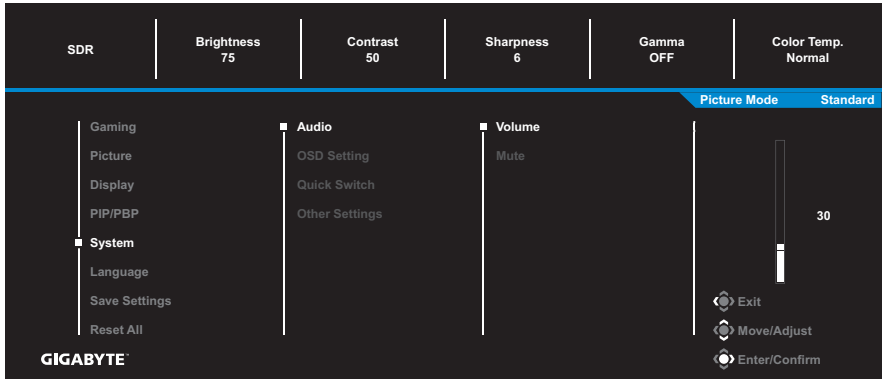 SDR
Brightness
75
Contrast
50
Sharpness
6
Gamma
OFF
Color Temp.
Normal
Picture Mode Standard
Gaming
Picture
Display
PIP/PBP
System
Language
Save Settings
Reset All
Audio
OSD Setting
Quick Switch
Other Settings
Volume
Mute
30
Exit
Move/Adjust
Enter/Confirm
GIGABYTE™